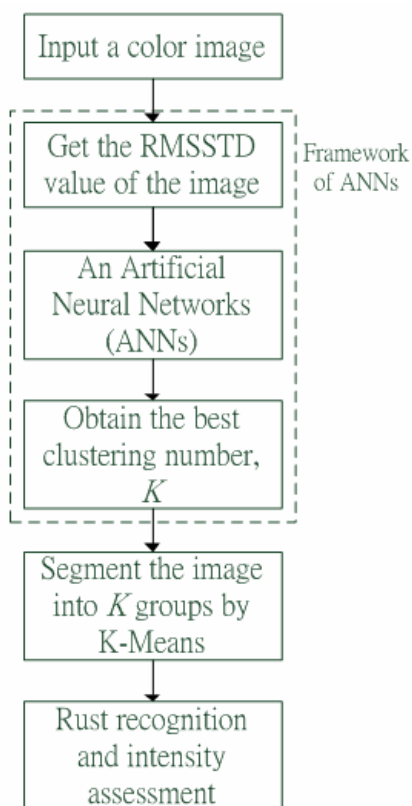 Input a color image
Get the RMSSTD
value of the image
Framework
of ANNs
An Artificial
Neural Networks
(ANNs)
Obtain the best
clustering number,
K
Segment the image
into K groups by
K-Means
Rust recognition
and intensity
assessment